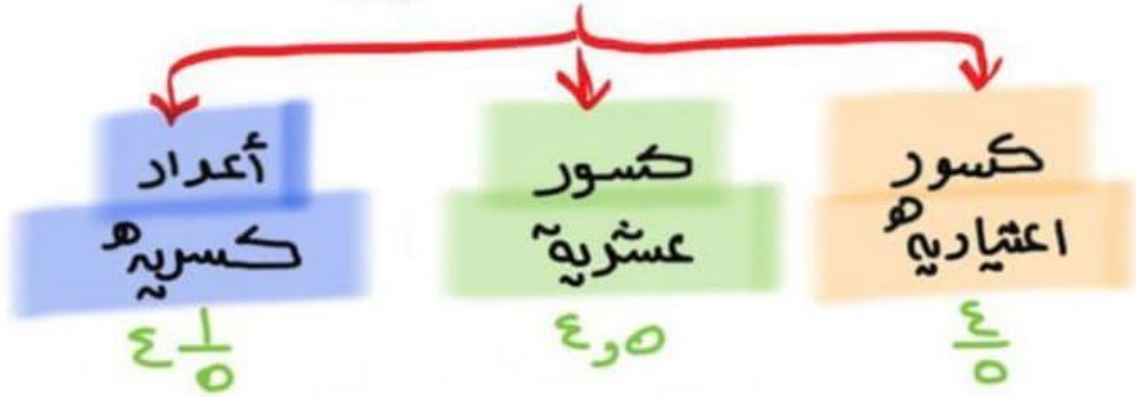 كسور
اعتيادية
٤/٥
كسور
عشرية
٤,٥
أعداد
كسرية
٤ ١/٥